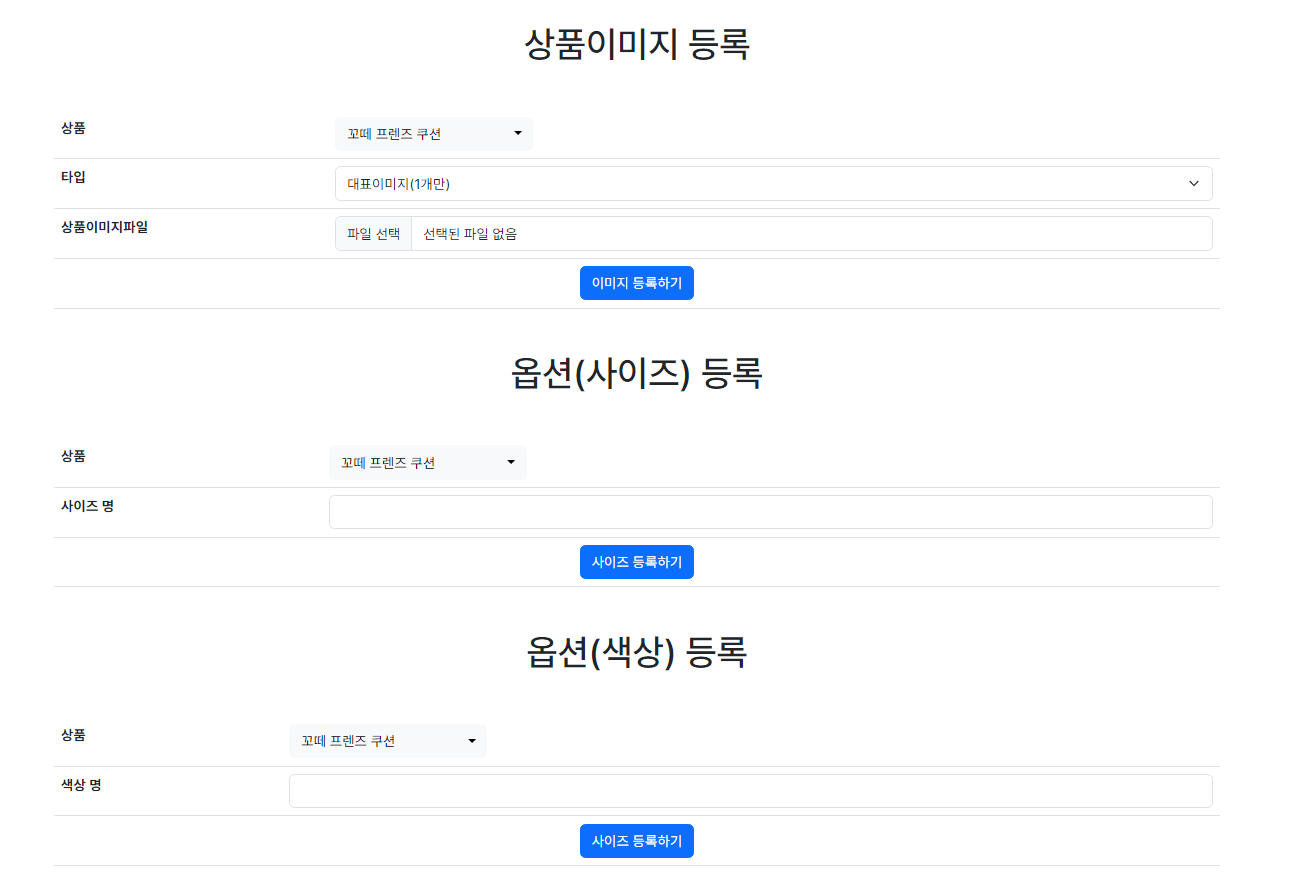 상품이미지 등록
상품
꼬떼 프렌즈 쿠션
타입
대표이미지(1개만)
상품이미지파일
파일 선택 선택된 파일 없음
이미지 등록하기
옵션(사이즈) 등록
상품
꼬떼 프렌즈 쿠션
사이즈 명
사이즈 등록하기
옵션(색상) 등록
상품
꼬떼 프렌즈 쿠션
색상 명
사이즈 등록하기